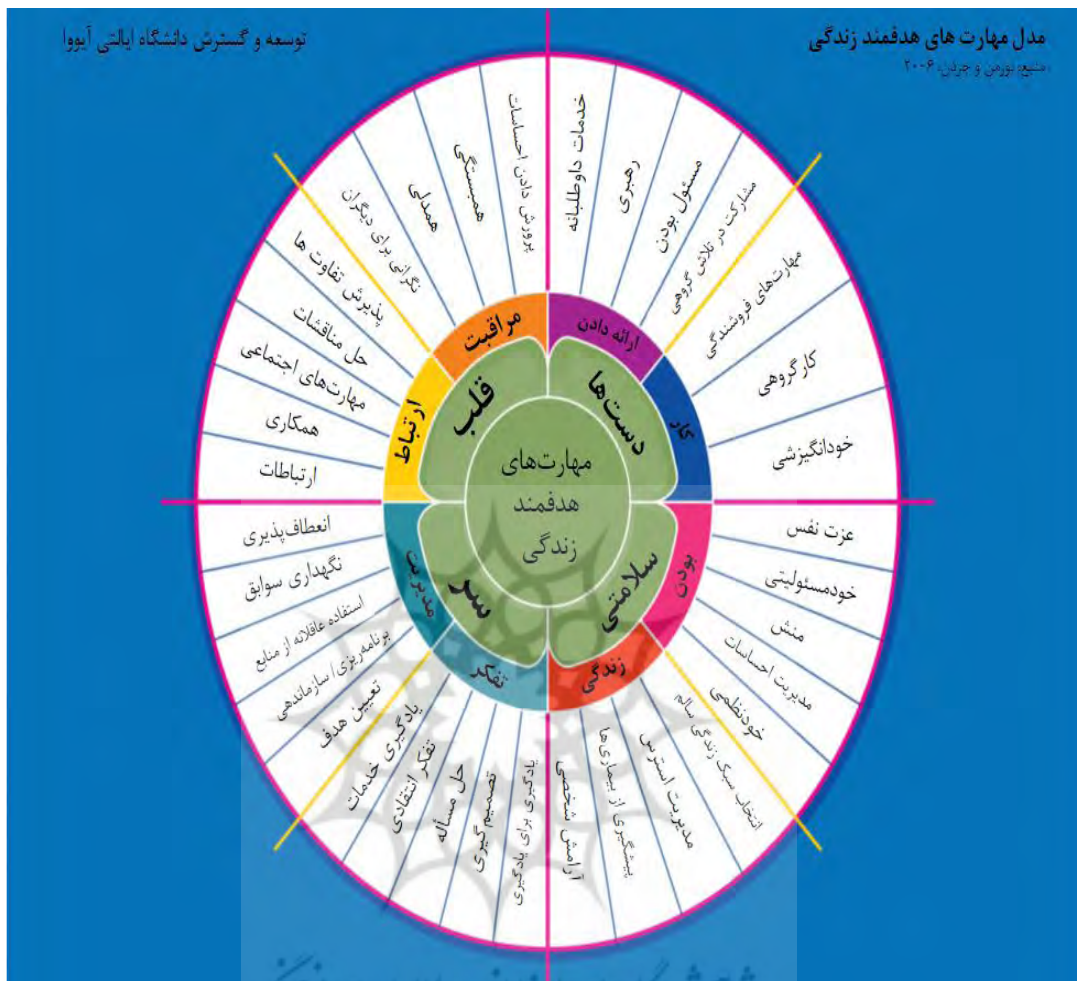 مدل مهارت های هدفمند زندگی
منبع: نورمن و جردن، ۲۰۰۶
توسعه و گسترش دانشگاه ایالتی آیووا
مهارت‌های
هدفمند
زندگی
دست‌ها
ارائه دادن
خدمات داوطلبانه
رهبری
مسئول بودن
مشارکت در تلاش گروهی
کار
مهارت‌های فروشندگی
کار گروهی
خودانگیزشی
سلامتی
بودن
عزت نفس
خودمسئولیتی
منش
مدیریت احساسات
خودنظمی
زندگی
انتخاب سبک زندگی سالم
مدیریت استرس
پیشگیری از بیماری‌ها
آرامش شخصی
سر
تفکر
یادگیری برای یادگیری
تصمیم گیری
حل مسأله
تفکر انتقادی
یادگیری خدمات
مدیریت
تعیین هدف
برنامه‌ریزی / سازماندهی
استفاده عاقلانه از منابع
نگهداری سوابق
انعطاف‌پذیری
قلب
ارتباط
ارتباطات
همکاری
مهارت‌های اجتماعی
حل مناقشات
پذیرش تفاوت ها
مراقبت
نگرانی برای دیگران
همدلی
همبستگی
پرورش دادن احساسات